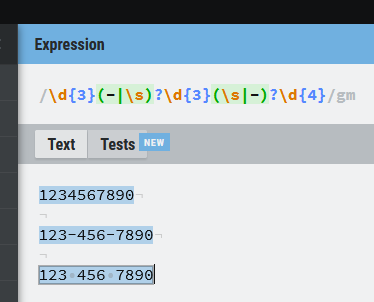 Expression
/\d{3}(-|\s)?\d{3}(\s|-)?\d{4}/gm
Text Tests NEW
1234567890
123-456-7890
123 456 7890